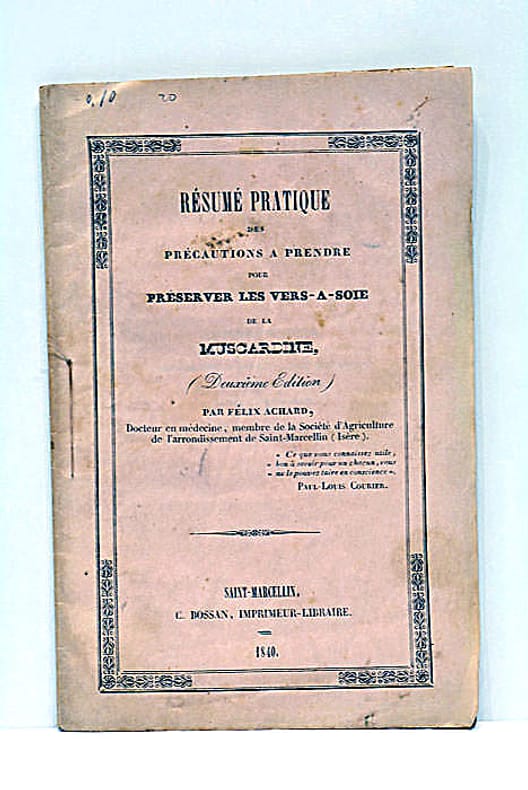 0,10 20
RÉSUMÉ PRATIQUE
DES
PRÉCAUTIONS A PRENDRE
POUR
PRÉSERVER LES VERS-A-SOIE
DE LA
MUSCARDINE,
(Deuxième Edition)
PAR FÉLIX ACHARD,
Docteur en médecine, membre de la Société d'Agriculture
de l'arrondissement de Saint-Marcellin (Isère).
« Ce que vous connaissez utile,
« bon à savoir pour un chacun, vous
« ne le pouvez taire en conscience ».
PAUL-LOUIS COURIER.
SAINT-MARCELLIN,
C. BOSSAN, IMPRIMEUR-LIBRAIRE.
1840.